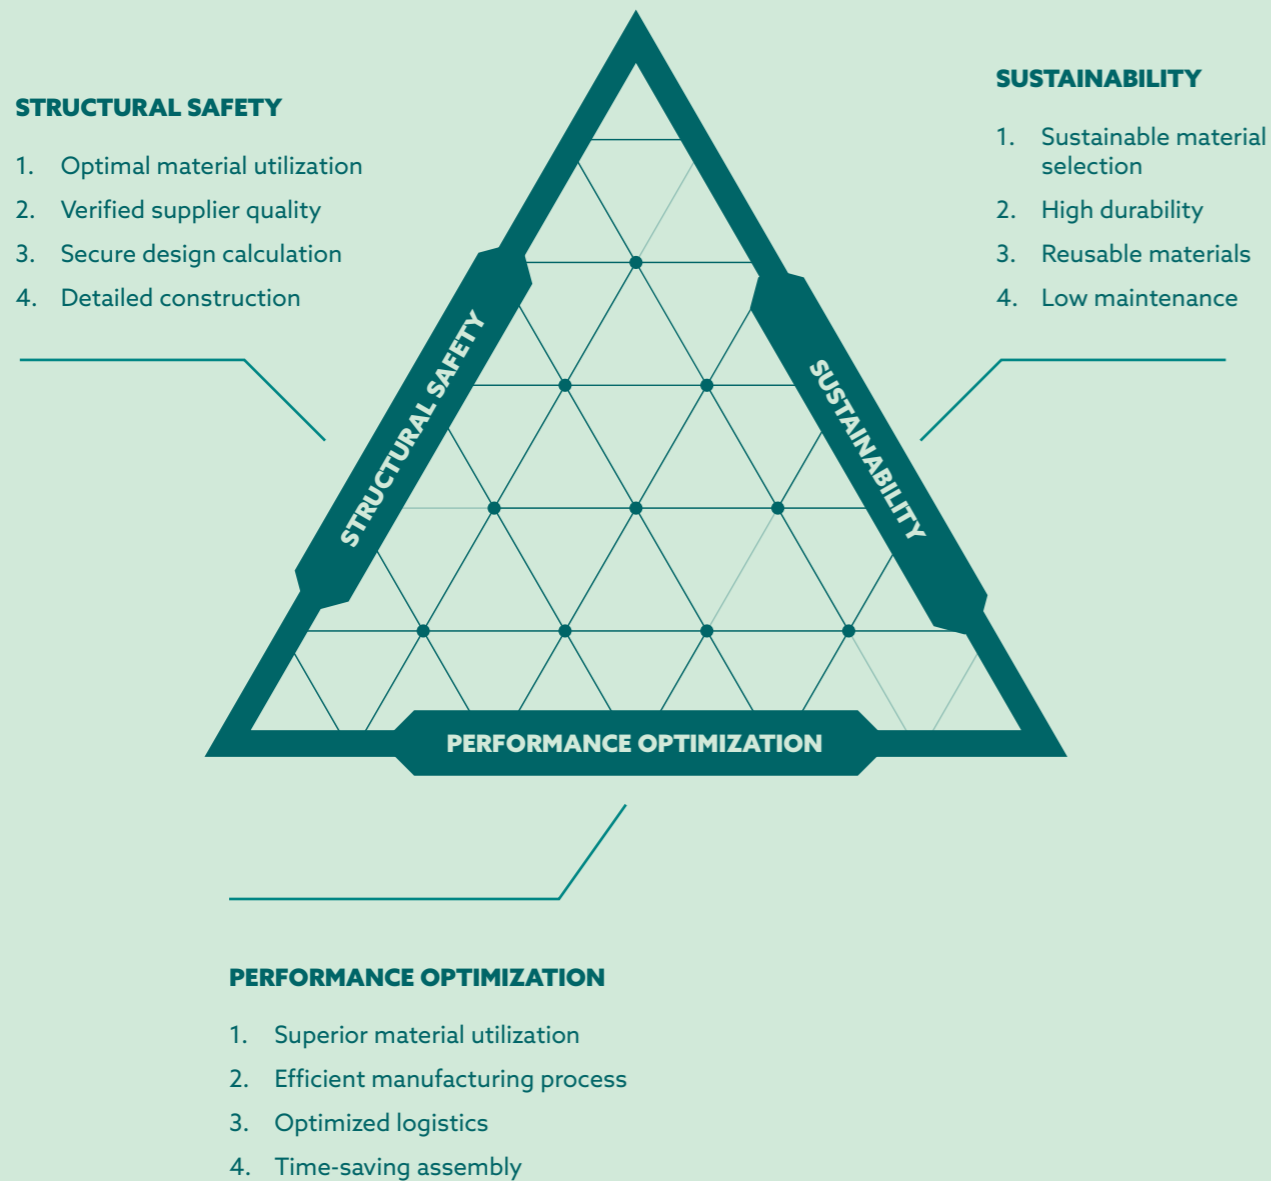 STRUCTURAL SAFETY
1. Optimal material utilization
2. Verified supplier quality
3. Secure design calculation
4. Detailed construction
SUSTAINABILITY
1. Sustainable material
selection
2. High durability
3. Reusable materials
4. Low maintenance
STRUCTURAL SAFETY
SUSTAINABILITY
PERFORMANCE OPTIMIZATION
PERFORMANCE OPTIMIZATION
1. Superior material utilization
2. Efficient manufacturing process
3. Optimized logistics
4. Time-saving assembly